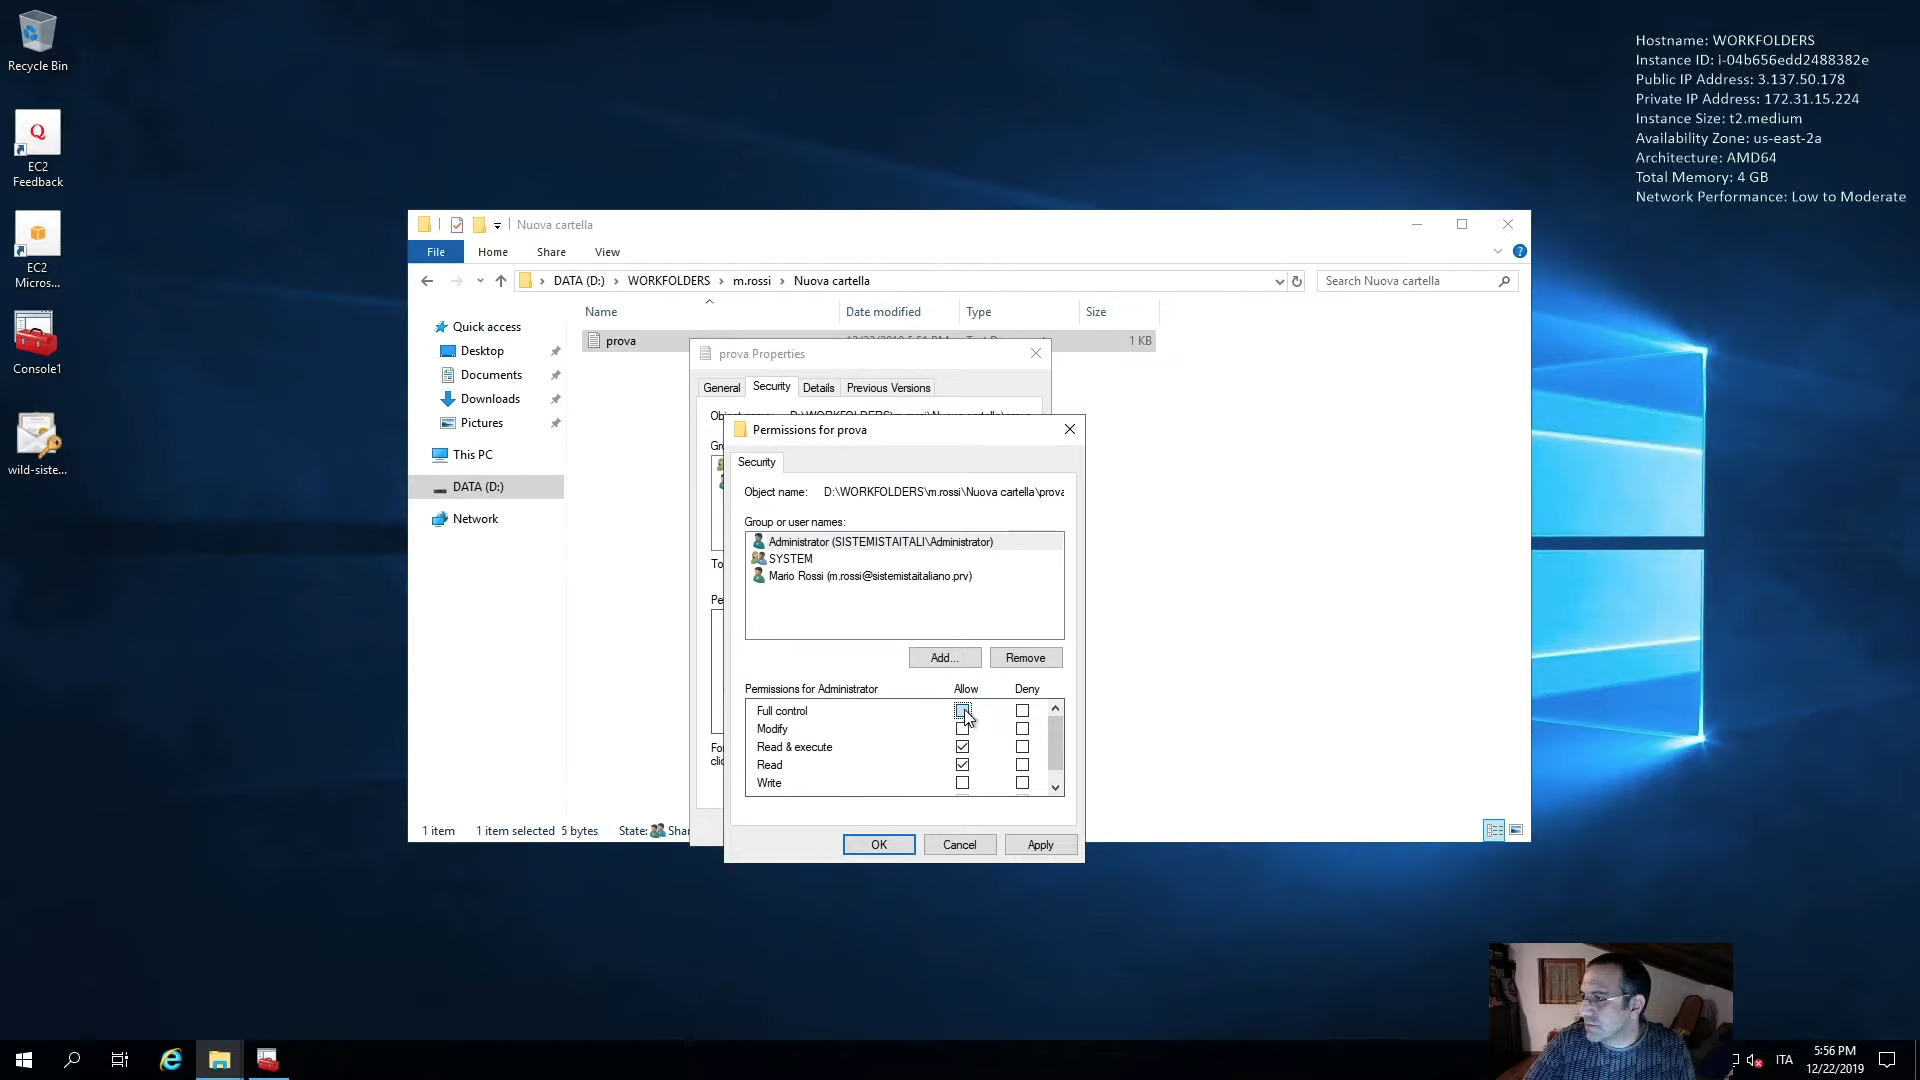 Recycle Bin
EC2
Feedback
EC2
Micros...
Console1
wild-siste...
Hostname: WORKFOLDERS
Instance ID: i-04b656edd2488382e
Public IP Address: 3.137.50.178
Private IP Address: 172.31.15.224
Instance Size: t2.medium
Availability Zone: us-east-2a
Architecture: AMD64
Total Memory: 4 GB
Network Performance: Low to Moderate
Nuova cartella
File Home Share View
DATA (D:) WORKFOLDERS m.rossi Nuova cartella
Search Nuova cartella
Name Date modified Type Size
Quick access
Desktop
Documents
Downloads
Pictures
This PC
DATA (D:)
Network
prova 1 KB
prova Properties
General Security Details Previous Versions
Permissions for prova
Security
Object name: D:\WORKFOLDERS\m.rossi\Nuova cartella\prova
Group or user names:
Administrator (SISTEMISTAITALI\Administrator)
SYSTEM
Mario Rossi (m.rossi@sistemistaitaliano.prv)
Add... Remove
Permissions for Administrator Allow Deny
Full control
Modify
Read & execute
Read
Write
OK Cancel Apply
1 item 1 item selected 5 bytes State: Shar
ITA
5:56 PM
12/22/2019